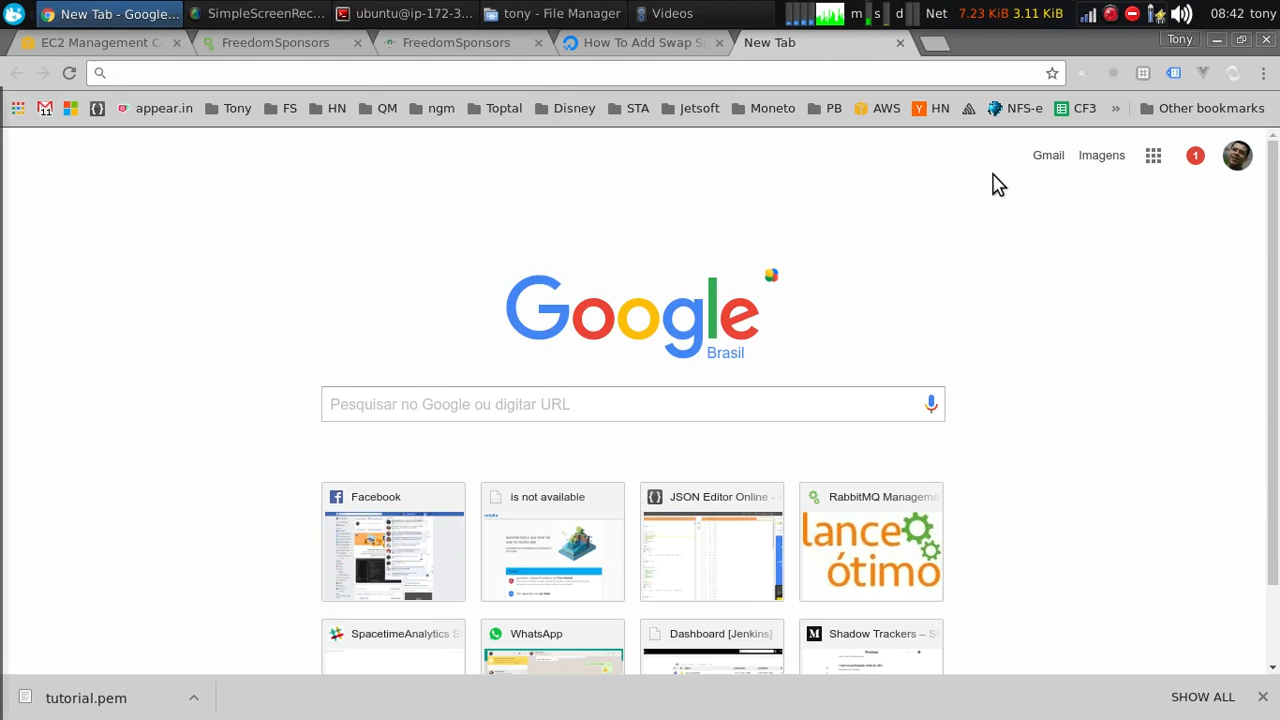 New Tab - Google... SimpleScreenRec... ubuntu@ip-172... tony - File Manager Videos m s d Net 7.23 KiB 3.11 KiB 08:42 tony
EC2 Management C FreedomSponsors FreedomSponsors How To Add Swap Sp New Tab Tony
11 appear.in Tony FS HN QM ngm Toptal Disney STA Jetsoft Moneto PB AWS Y HN NFS-e CF3 » Other bookmarks
Gmail Imagens 1
Google
Brasil
Pesquisar no Google ou digitar URL
Facebook is not available JSON Editor Online - RabbitMQ Manageme
lance
ótimo
SpacetimeAnalytics S WhatsApp Dashboard [Jenkins] Shadow Trackers – S
tutorial.pem SHOW ALL